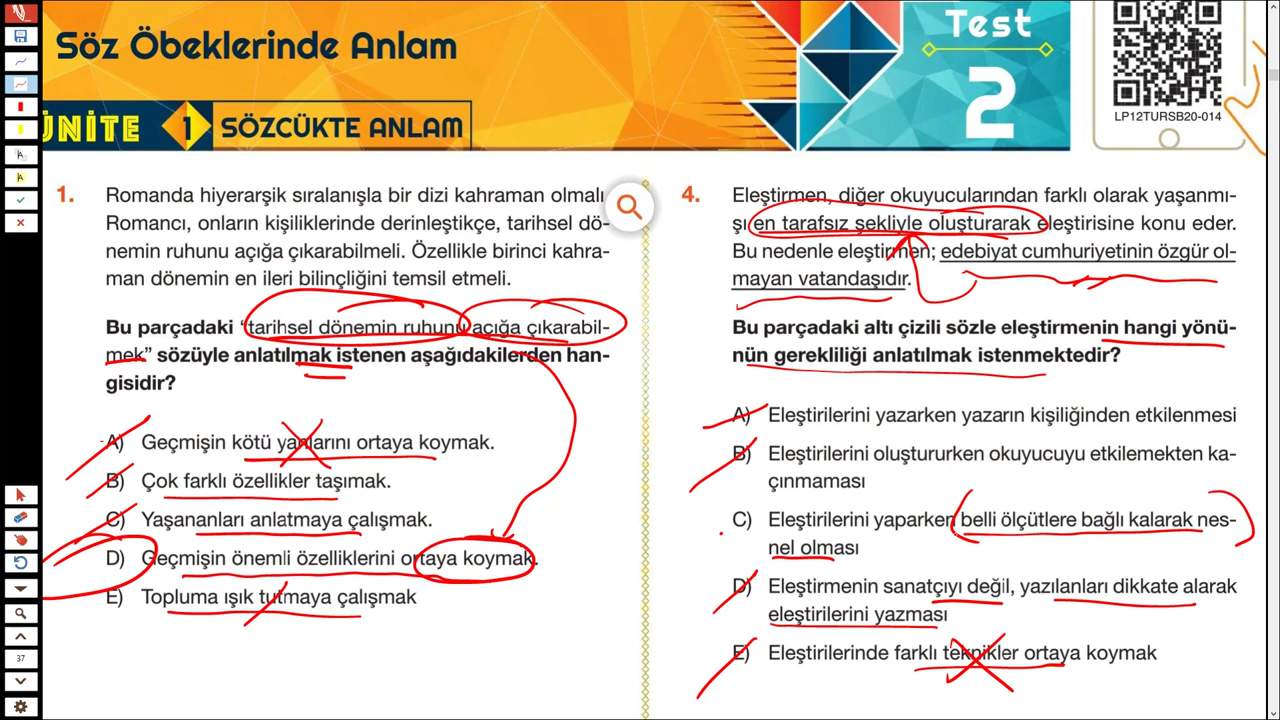 Söz Öbeklerinde Anlam
Test
2
ÜNİTE 1 SÖZCÜKTE ANLAM
LP12TURSB20-014
1. Romanda hiyerarşik sıralanışla bir dizi kahraman olmalı
Romancı, onların kişiliklerinde derinleştikçe, tarihsel dö-
nemin ruhunu açığa çıkarabilmeli. Özellikle birinci kahra-
man dönemin en ileri bilinçliğini temsil etmeli.
Bu parçadaki “tarihsel dönemin ruhunu açığa çıkarabil-
mek” sözüyle anlatılmak istenen aşağıdakilerden han-
gisidir?
A) Geçmişin kötü yanlarını ortaya koymak.
B) Çok farklı özellikler taşımak.
C) Yaşananları anlatmaya çalışmak.
D) Geçmişin önemli özelliklerini ortaya koymak.
E) Topluma ışık tutmaya çalışmak
4. Eleştirmen, diğer okuyucularından farklı olarak yaşanmı-
şı en tarafsız şekliyle oluşturarak eleştirisine konu eder.
Bu nedenle eleştirmen; edebiyat cumhuriyetinin özgür ol-
mayan vatandaşıdır.
Bu parçadaki altı çizili sözle eleştirmenin hangi yönü-
nün gerekliliği anlatılmak istenmektedir?
A) Eleştirilerini yazarken yazarın kişiliğinden etkilenmesi
B) Eleştirilerini oluştururken okuyucuyu etkilemekten ka-
çınmaması
C) Eleştirilerini yaparken belli ölçütlere bağlı kalarak nes-
nel olması
D) Eleştirmenin sanatçıyı değil, yazılanları dikkate alarak
eleştirilerini yazması
E) Eleştirilerinde farklı teknikler ortaya koymak
37